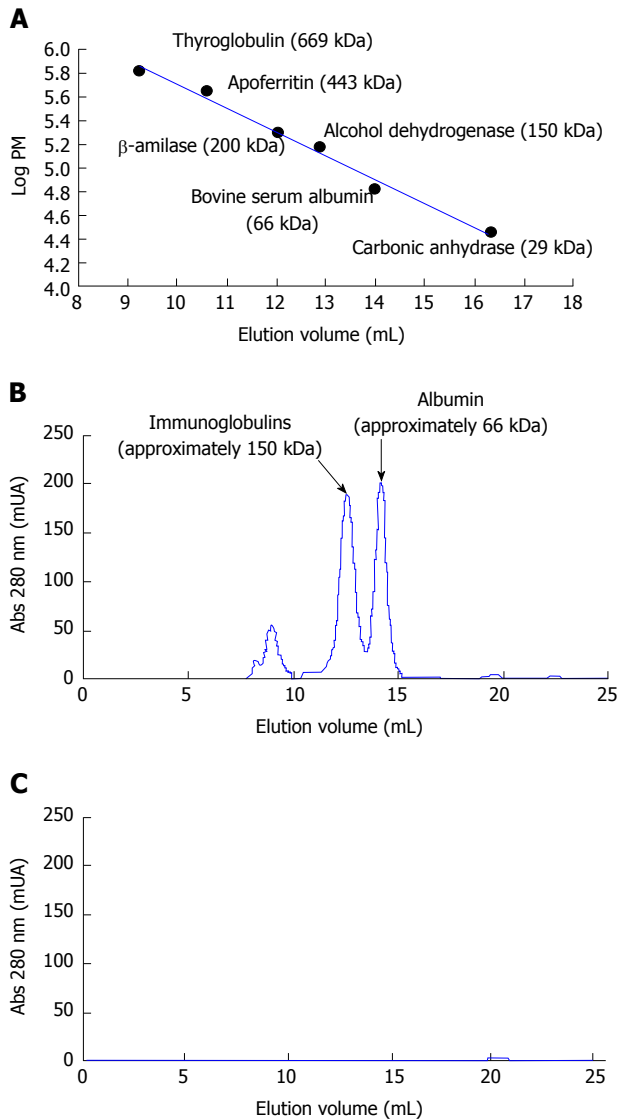 A
6.0
5.8
5.6
5.4
5.2
5.0
4.8
4.6
4.4
4.2
4.0
Log PM
Thyroglobulin (669 kDa)
Apoferritin (443 kDa)
β-amilase (200 kDa)
Alcohol dehydrogenase (150 kDa)
Bovine serum albumin
(66 kDa)
Carbonic anhydrase (29 kDa)
8 9 10 11 12 13 14 15 16 17 18
Elution volume (mL)
B
Immunoglobulins
(approximately 150 kDa)
Albumin
(approximately 66 kDa)
250
200
150
100
50
0
Abs 280 nm (mUA)
0 5 10 15 20 25
Elution volume (mL)
C
250
200
150
100
50
0
Abs 280 nm (mUA)
0 5 10 15 20 25
Elution volume (mL)